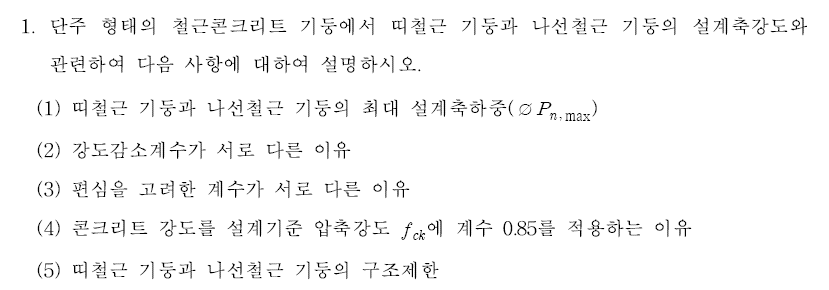 1. 단주 형태의 철근콘크리트 기둥에서 띠철근 기둥과 나선철근 기둥의 설계축강도와
관련하여 다음 사항에 대하여 설명하시오.
(1) 띠철근 기둥과 나선철근 기둥의 최대 설계축하중(∅Pn,max)
(2) 강도감소계수가 서로 다른 이유
(3) 편심을 고려한 계수가 서로 다른 이유
(4) 콘크리트 강도를 설계기준 압축강도 fck에 계수 0.85를 적용하는 이유
(5) 띠철근 기둥과 나선철근 기둥의 구조제한